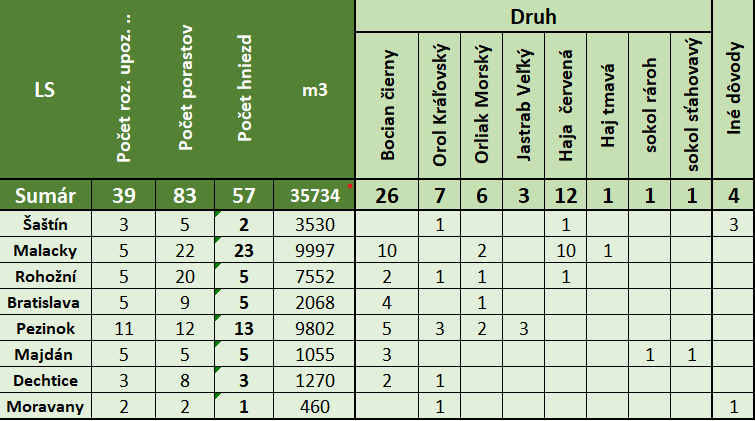 LS Počet roz. upoz. .. Počet porastov Počet hniezd m3 Druh Iné dôvody
Bocian čierny Orol Kráľovský Orliak Morský Jastrab Veľký Haja červená Haj tmavá sokol rároh sokol sťahovavý
Sumár 39 83 57 35734 26 7 6 3 12 1 1 1 4
Šaštín 3 5 2 3530 1 1 3
Malacky 5 22 23 9997 10 2 10 1
Rohožní 5 20 5 7552 2 1 1 1
Bratislava 5 9 5 2068 4 1
Pezinok 11 12 13 9802 5 3 2 3
Majdán 5 5 5 1055 3 1 1
Dechtice 3 8 3 1270 2 1
Moravany 2 2 1 460 1 1